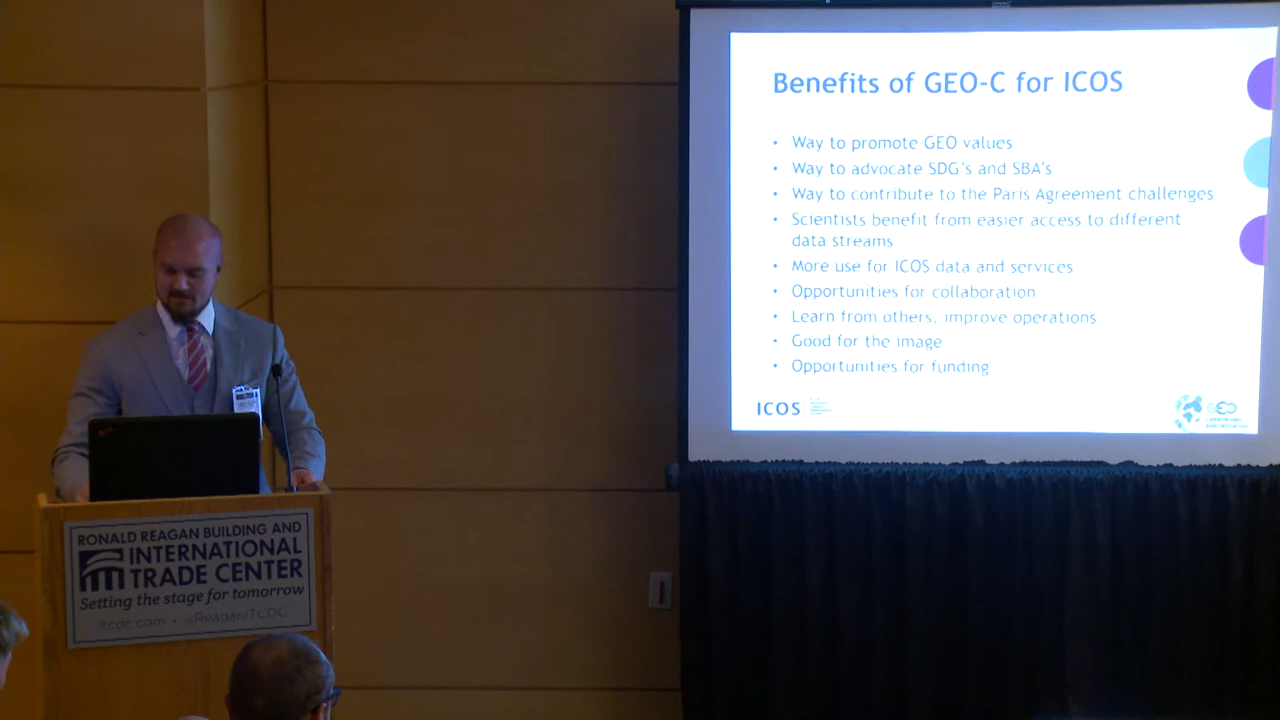 Benefits of GEO-C for ICOS
• Way to promote GEO values
• Way to advocate SDG's and SBA's
• Way to contribute to the Paris Agreement challenges
• Scientists benefit from easier access to different
data streams
• More use for ICOS data and services
• Opportunities for collaboration
• Learn from others, improve operations
• Good for the image
• Opportunities for funding
ICOS
GEO
RONALD REAGAN BUILDING AND
INTERNATIONAL
TRADE CENTER
Setting the stage for tomorrow
itcdc.com • @ReaganITCDC